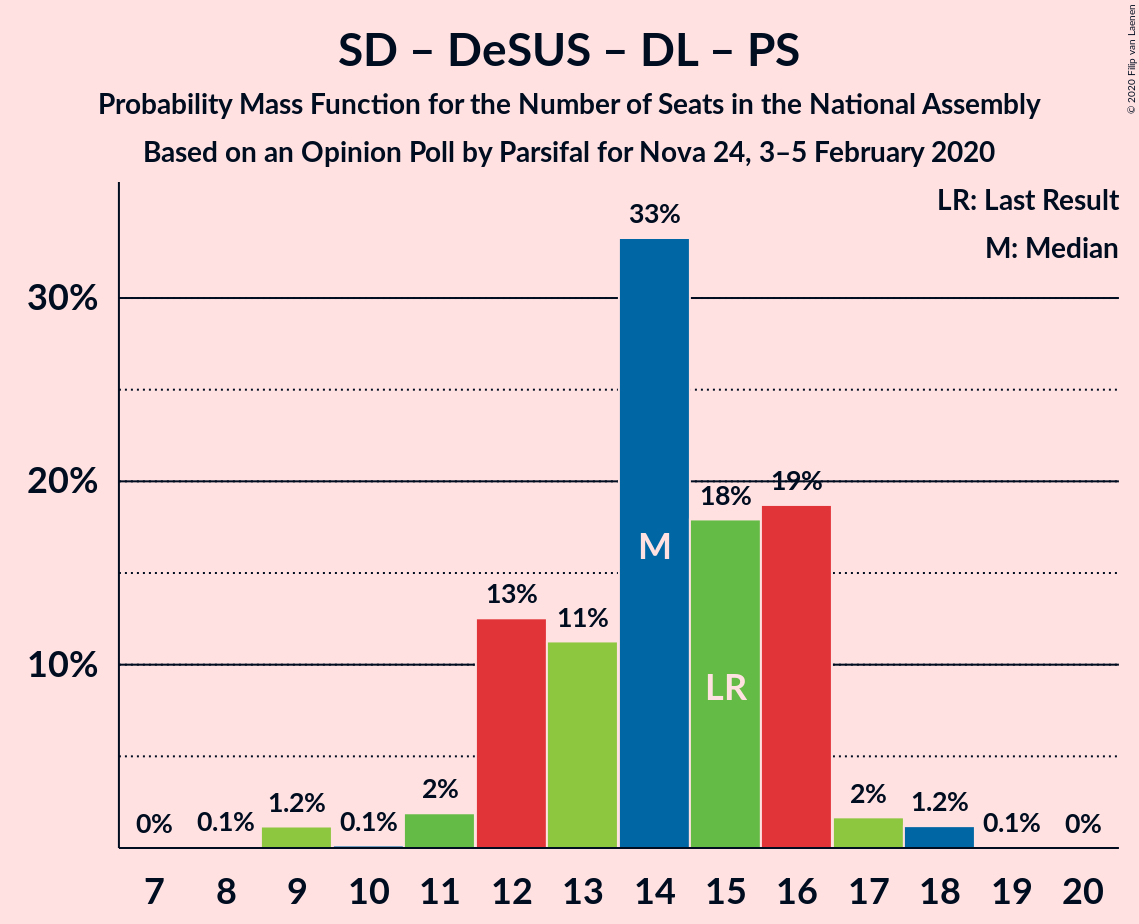 SD – DeSUS – DL – PS
Probability Mass Function for the Number of Seats in the National Assembly
Based on an Opinion Poll by Parsifal for Nova 24, 3–5 February 2020
© 2020 Filip van Laenen
LR: Last Result
M: Median
33%
30%
20%
19%
18%
M
13%
11%
10%
LR
2%
1.2%
0.1%
0.1%
0%
2%
1.2%
0.1%
0%
7 8 9 10 11 12 13 14 15 16 17 18 19 20